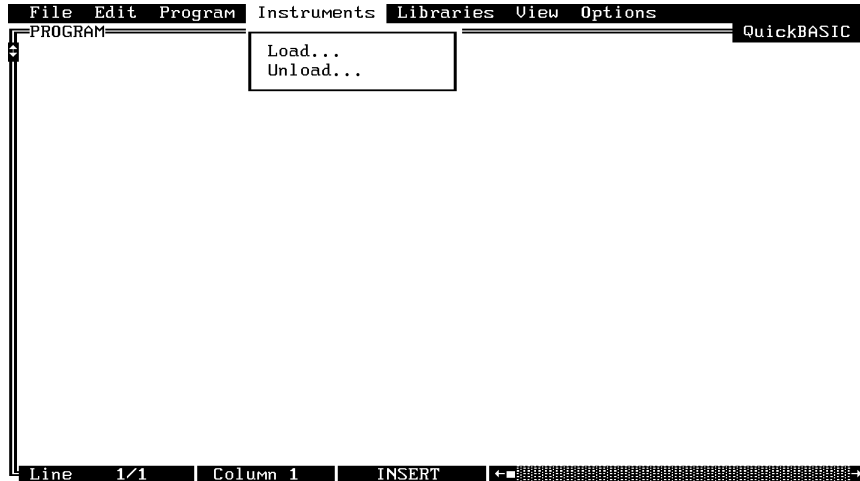 File Edit Program Instruments Libraries View Options
PROGRAM
QuickBASIC
Load...
Unload...
Line 1/1 Column 1 INSERT